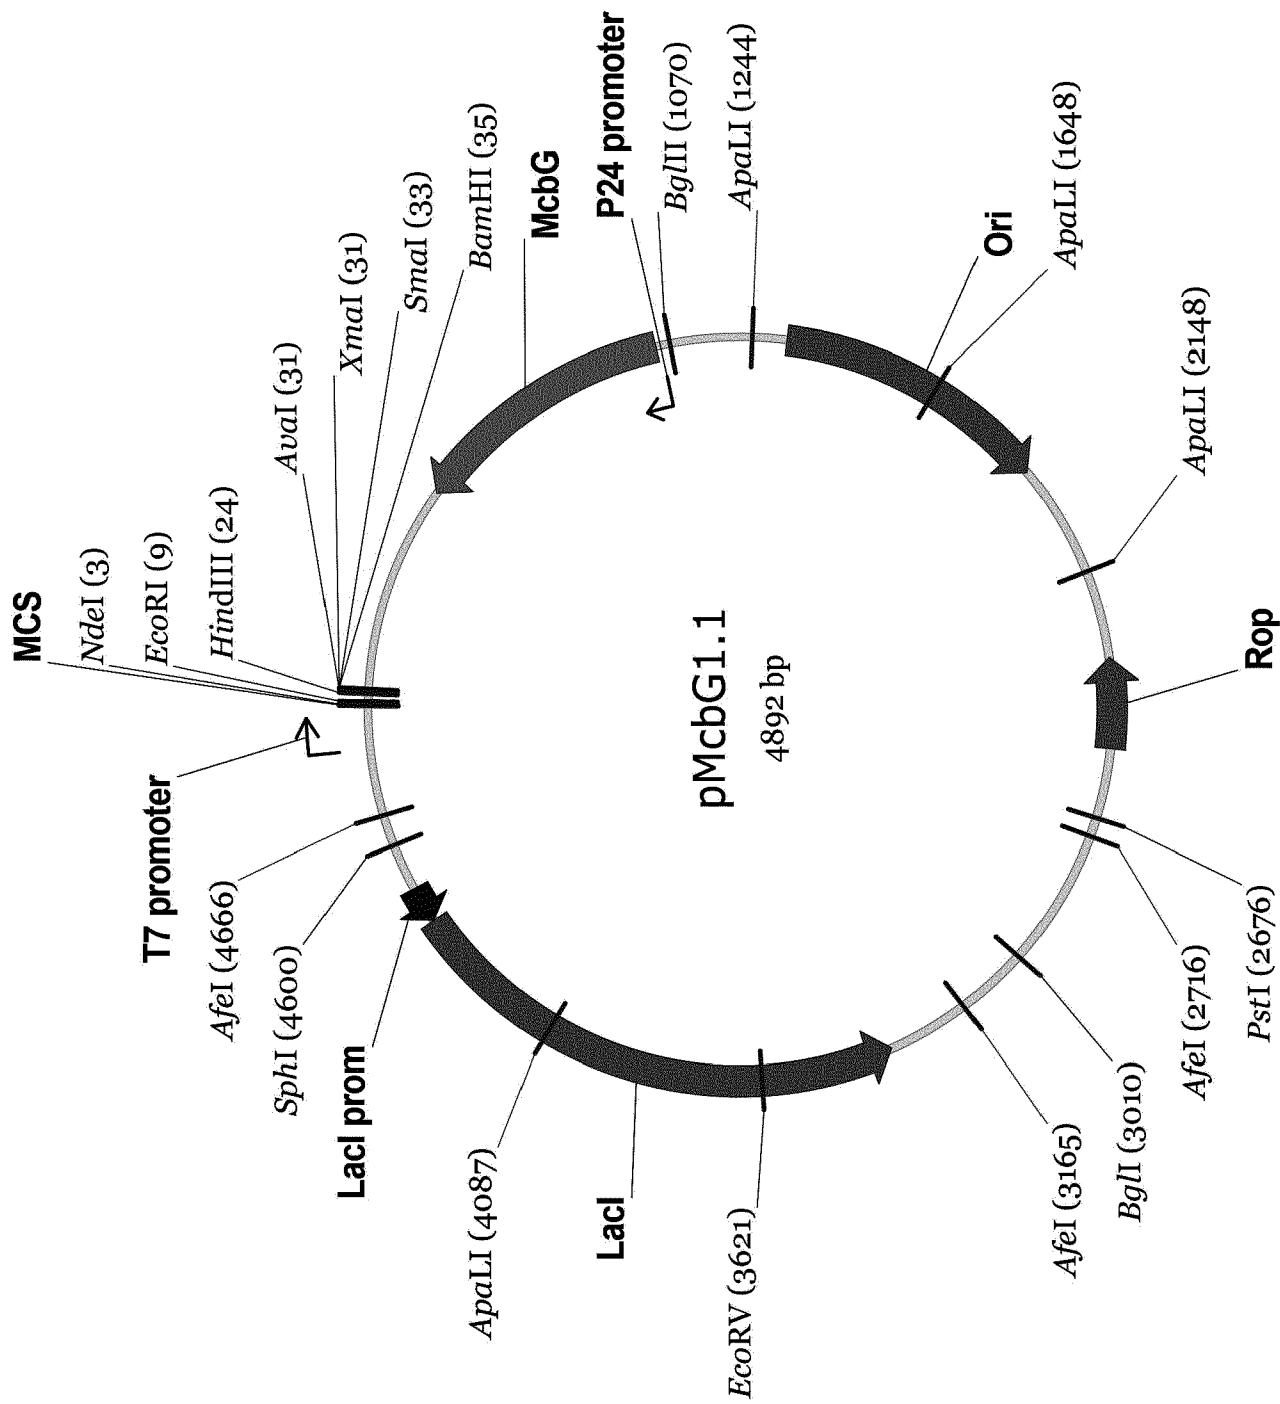 MCS
NdeI (3)
EcoRI (9)
HindIII (24)
AvaI (31)
XmaI (31)
SmaI (33)
BamHI (35)
McbG
P24 promoter
BglII (1070)
ApaLI (1244)
Ori
ApaLI (1648)
ApaLI (2148)
Rop
PstI (2676)
AfeI (2716)
BglI (3010)
AfeI (3165)
EcoRV (3621)
LacI
ApaLI (4087)
LacI prom
SphI (4600)
AfeI (4666)
T7 promoter
pMcbG1.1
4892 bp